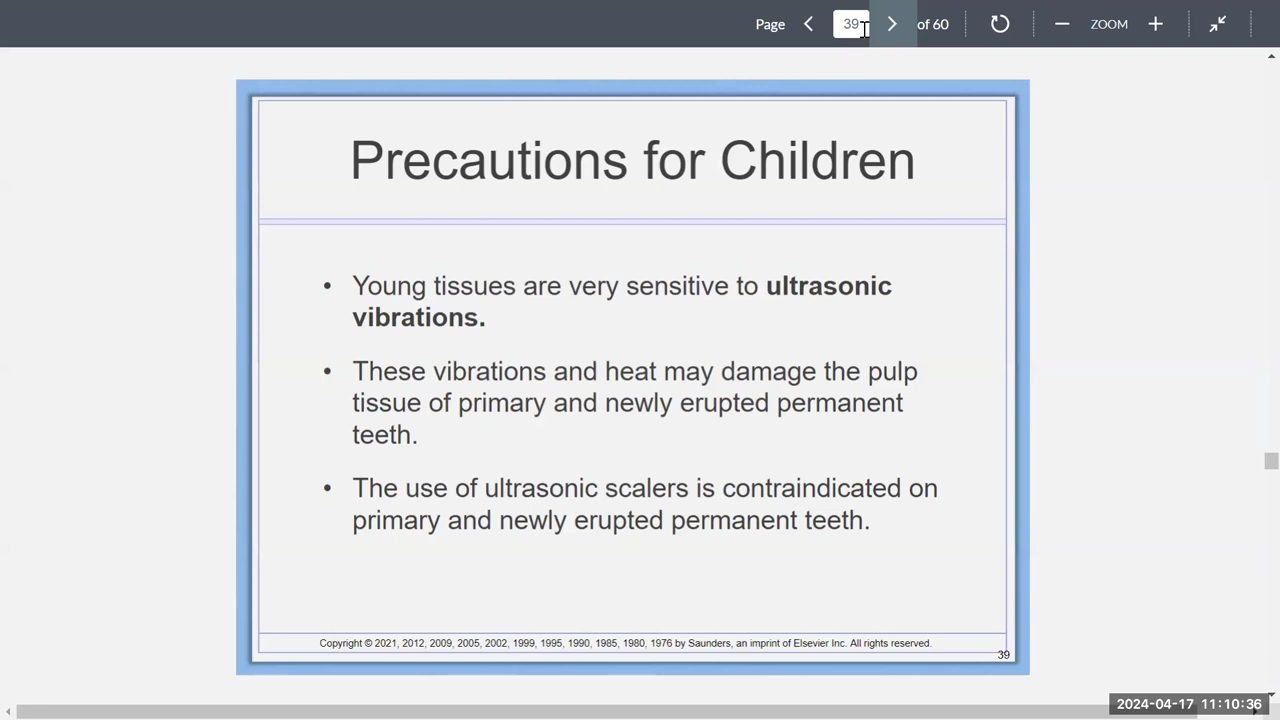 Page 39 of 60 ZOOM
Precautions for Children
• Young tissues are very sensitive to ultrasonic
vibrations.
• These vibrations and heat may damage the pulp
tissue of primary and newly erupted permanent
teeth.
• The use of ultrasonic scalers is contraindicated on
primary and newly erupted permanent teeth.
Copyright © 2021, 2012, 2009, 2005, 2002, 1999, 1995, 1990, 1985, 1980, 1976 by Saunders, an imprint of Elsevier Inc. All rights reserved.
39
2024-04-17 11:10:36